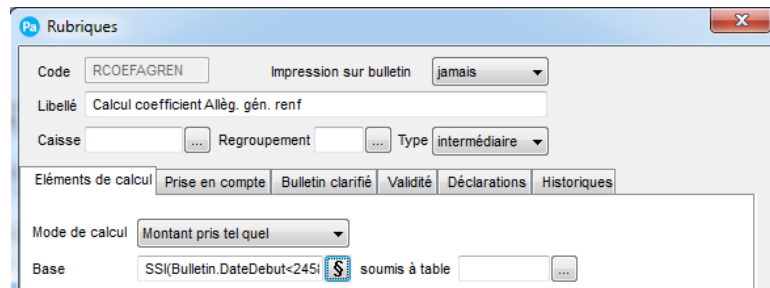 Pa Rubriques
Code RCOEFAGREN Impression sur bulletin jamais
Libellé Calcul coefficient Allèg. gén. renf
Caisse ... Regroupement ... Type intermédiaire
Eléments de calcul Prise en compte Bulletin clarifié Validité Déclarations Historiques
Mode de calcul Montant pris tel quel
Base SSI(Bulletin.DateDebut<245 § soumis à table ...